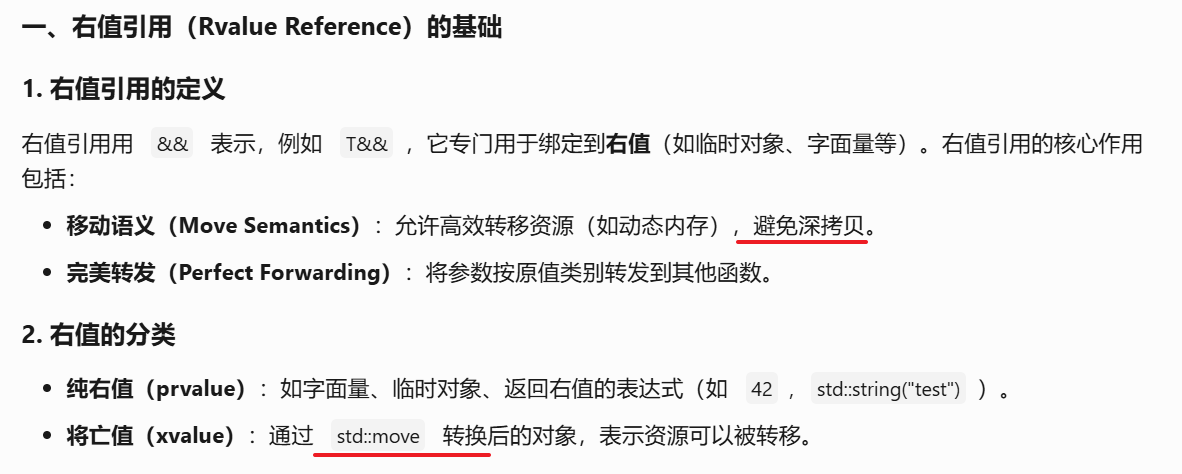 一、右值引用（Rvalue Reference）的基础
1. 右值引用的定义
右值引用用 && 表示，例如 T&& ，它专门用于绑定到右值（如临时对象、字面量等）。右值引用的核心作用
包括：
• 移动语义（Move Semantics）：允许高效转移资源（如动态内存），避免深拷贝。
• 完美转发（Perfect Forwarding）：将参数按原值类别转发到其他函数。
2. 右值的分类
• 纯右值（prvalue）：如字面量、临时对象、返回右值的表达式（如 42 ， std::string("test") ）。
• 将亡值（xvalue）：通过 std::move 转换后的对象，表示资源可以被转移。